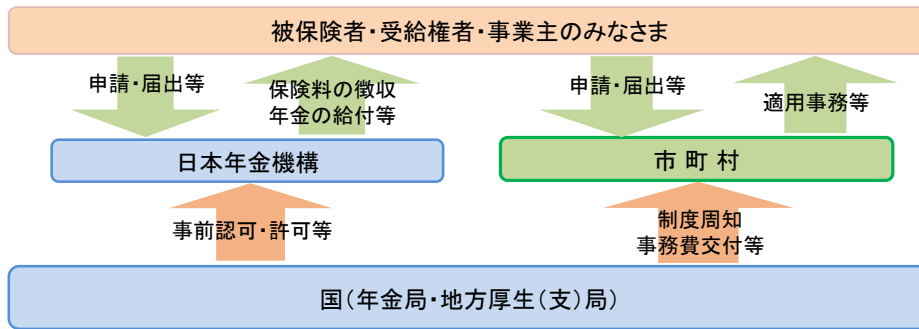 被保険者・受給権者・事業主のみなさま
申請・届出等
保険料の徴収
年金の給付等
申請・届出等
適用事務等
日本年金機構
市町村
事前認可・許可等
制度周知
事務費交付等
国(年金局・地方厚生(支)局)